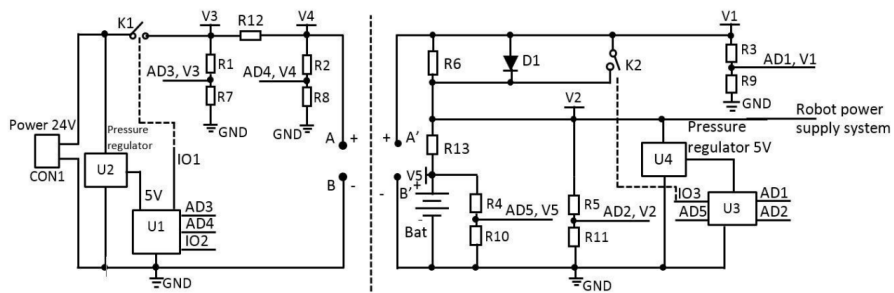 K1
V3
R12
V4
R1
R2
AD3, V3
AD4, V4
R7
R8
GND
GND
Power 24V
Pressure
regulator
CON1
U2
IO1
5V
U1
AD3
AD4
IO2
GND
A
+
B
-
+
A'
-
B'
R6
D1
K2
V1
R3
AD1, V1
R9
GND
V2
Robot power
supply system
R13
Pressure
regulator 5V
U4
V5
+
-
Bat
R4
AD5, V5
R10
R5
AD2, V2
R11
IO3
AD5
U3
AD1
AD2
GND